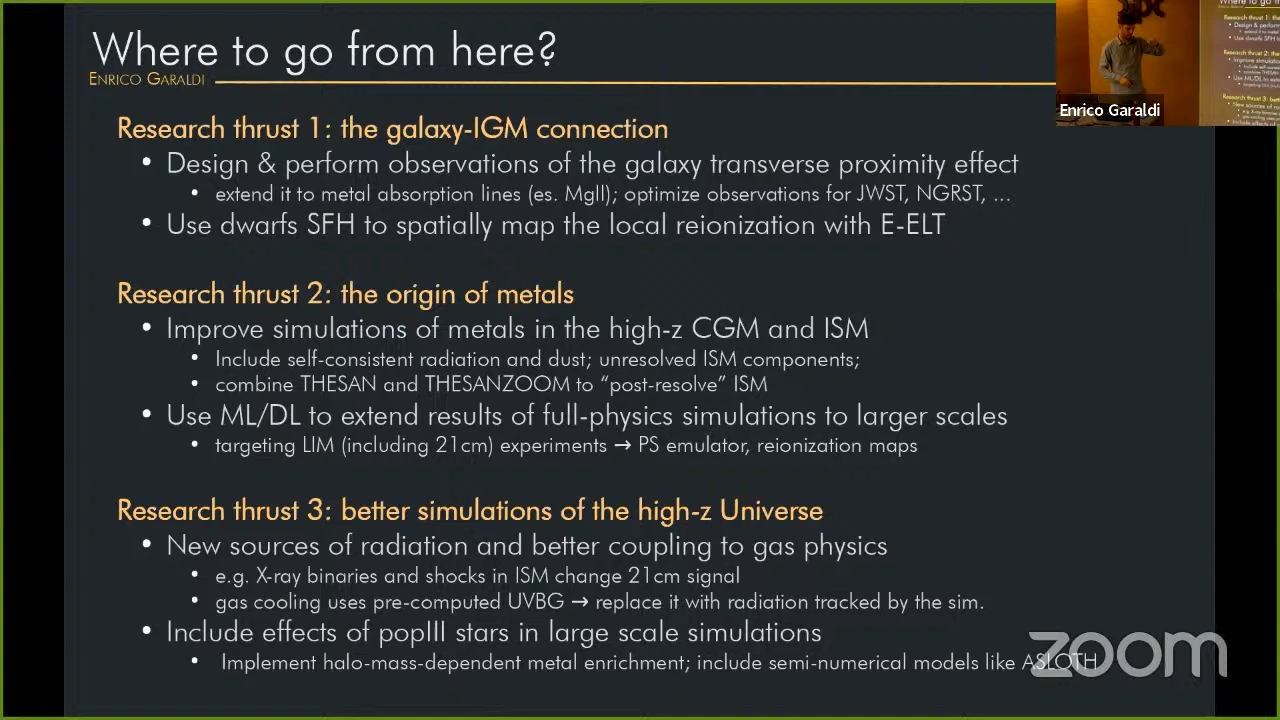 Where to go from here?
ENRICO GARALDI
Research thrust 1: the galaxy-IGM connection
• Design & perform observations of the galaxy transverse proximity effect
• extend it to metal absorption lines (es. MgII); optimize observations for JWST, NGRST, ...
• Use dwarfs SFH to spatially map the local reionization with E-ELT
Research thrust 2: the origin of metals
• Improve simulations of metals in the high-z CGM and ISM
• Include self-consistent radiation and dust; unresolved ISM components;
• combine THESAN and THESANZOOM to “post-resolve” ISM
• Use ML/DL to extend results of full-physics simulations to larger scales
• targeting LIM (including 21cm) experiments → PS emulator, reionization maps
Research thrust 3: better simulations of the high-z Universe
• New sources of radiation and better coupling to gas physics
• e.g. X-ray binaries and shocks in ISM change 21cm signal
• gas cooling uses pre-computed UVBG → replace it with radiation tracked by the sim.
• Include effects of popIII stars in large scale simulations
• Implement halo-mass-dependent metal enrichment; include semi-numerical models like ASLOTH
Enrico Garaldi
zoom